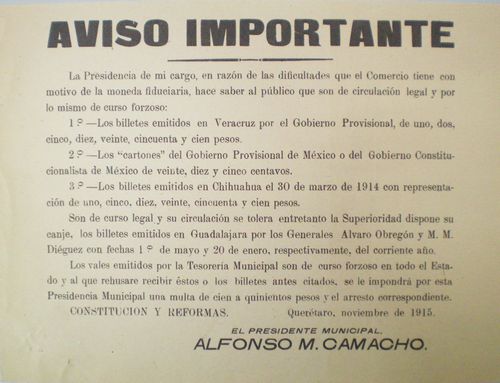 AVISO IMPORTANTE
La Presidencia de mi cargo, en razón de las dificultades que el Comercio tiene con
motivo de la moneda fiduciaria, hace saber al público que son de circulación legal y por
lo mismo de curso forzoso:
1º—Los billetes emitidos en Veracruz por el Gobierno Provisional, de uno, dos,
cinco, diez, veinte, cincuenta y cien pesos.
2º—Los "cartones" del Gobierno Provisional de México o del Gobierno Constitu-
cionalista de México de veinte, diez y cinco centavos.
3º—Los billetes emitidos en Chihuahua el 30 de marzo de 1914 con representa-
ción de uno, cinco, diez, veinte, cincuenta y cien pesos.
Son de curso legal y su circulación se tolera entretanto la Superioridad dispone su
canje, los billetes emitidos en Guadalajara por los Generales Alvaro Obregón y M. M.
Diéguez con fechas 1º de mayo y 20 de enero, respectivamente, del corriente año.
Los vales emitidos por la Tesorería Municipal son de curso forzoso en todo el Esta-
do y al que rehusare recibir éstos o los billetes antes citados, se le impondrá por esta
Presidencia Municipal una multa de cien a quinientos pesos y el arresto correspondiente.
CONSTITUCION Y REFORMAS. Querétaro, noviembre de 1915.
EL PRESIDENTE MUNICIPAL,
ALFONSO M. CAMACHO.